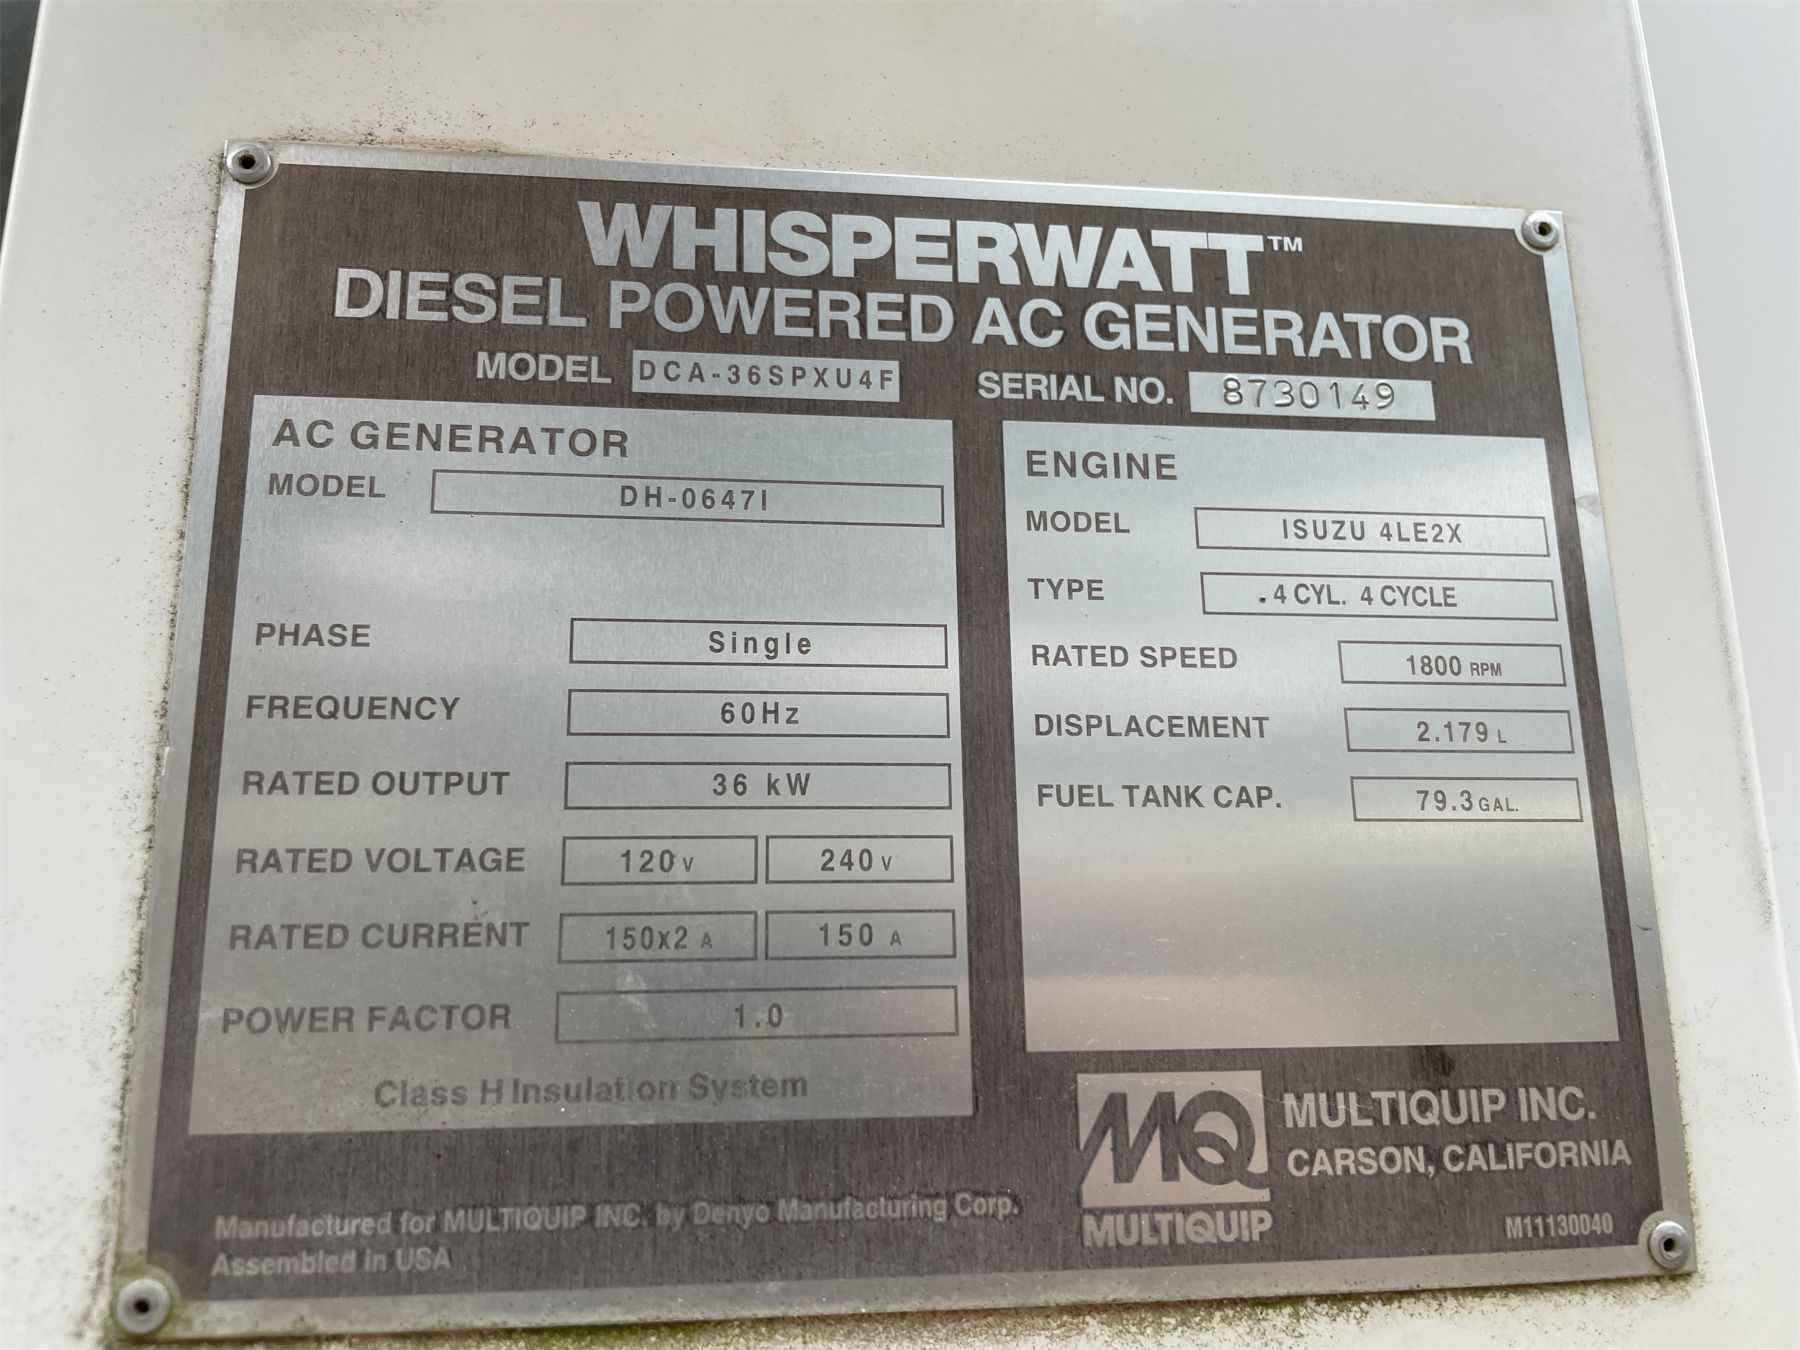 WHISPERWATT™
DIESEL POWERED AC GENERATOR
MODEL DCA-36SPXU4F SERIAL NO. 8730149
AC GENERATOR
MODEL DH-0647I
PHASE Single
FREQUENCY 60Hz
RATED OUTPUT 36 kW
RATED VOLTAGE 120 V 240 V
RATED CURRENT 150x2 A 150 A
POWER FACTOR 1.0
Class H Insulation System
ENGINE
MODEL ISUZU 4LE2X
TYPE . 4 CYL. 4 CYCLE
RATED SPEED 1800 RPM
DISPLACEMENT 2.179 L
FUEL TANK CAP. 79.3 GAL.
Manufactured for MULTIQUIP INC. by Denyo Manufacturing Corp.
Assembled in USA
MQ
MULTIQUIP
MULTIQUIP INC.
CARSON, CALIFORNIA
M11130040